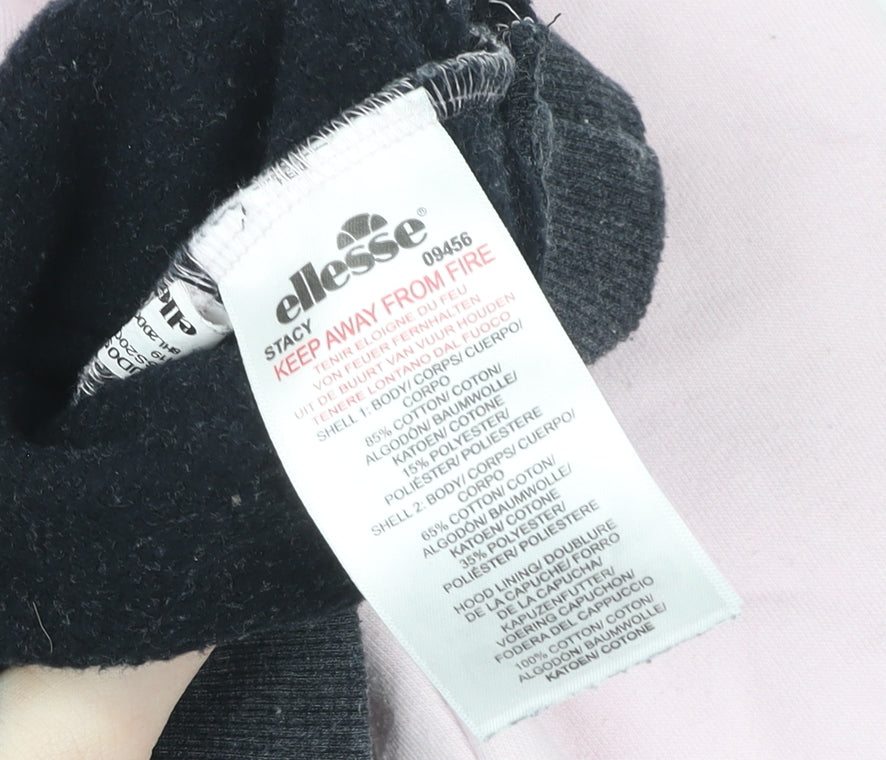 ellesse®
STACY 09456
KEEP AWAY FROM FIRE
TENIR ELOIGNE DU FEU
VON FEUER FERNHALTEN
UIT DE BUURT VAN VUUR HOUDEN
TENERE LONTANO DAL FUOCO
SHELL 1: BODY/ CORPS/ CUERPO/
CORPO
85% COTTON/ COTON/
ALGODÓN/ BAUMWOLLE/
KATOEN/ COTONE
15% POLYESTER/
POLIÉSTER/ POLIESTERE
SHELL 2: BODY/ CORPS/ CUERPO/
CORPO
65% COTTON/ COTON/
ALGODÓN/ BAUMWOLLE/
KATOEN/ COTONE
35% POLYESTER/
POLIÉSTER/ POLIESTERE
HOOD LINING/ DOUBLURE
DE LA CAPUCHE/ FORRO
DE LA CAPUCHA/
KAPUZENFUTTER/
VOERING CAPUCHON/
FODERA DEL CAPPUCCIO
100% COTTON/ COTON/
ALGODÓN/ BAUMWOLLE/
KATOEN/ COTONE